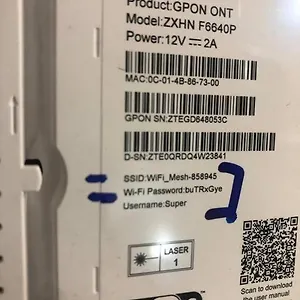 Product:GPON ONT
Model:ZXHN F6640P
Power:12V⎓2A
MAC:0C-01-4B-86-73-00
GPON SN:ZTEGD648053C
D-SN:ZTE0QRDQ4W23841
SSID:WiFi_Mesh-858945
Wi-Fi Password:buTRxGye
Username:Super
LASER
1
Scan to download
the user manual